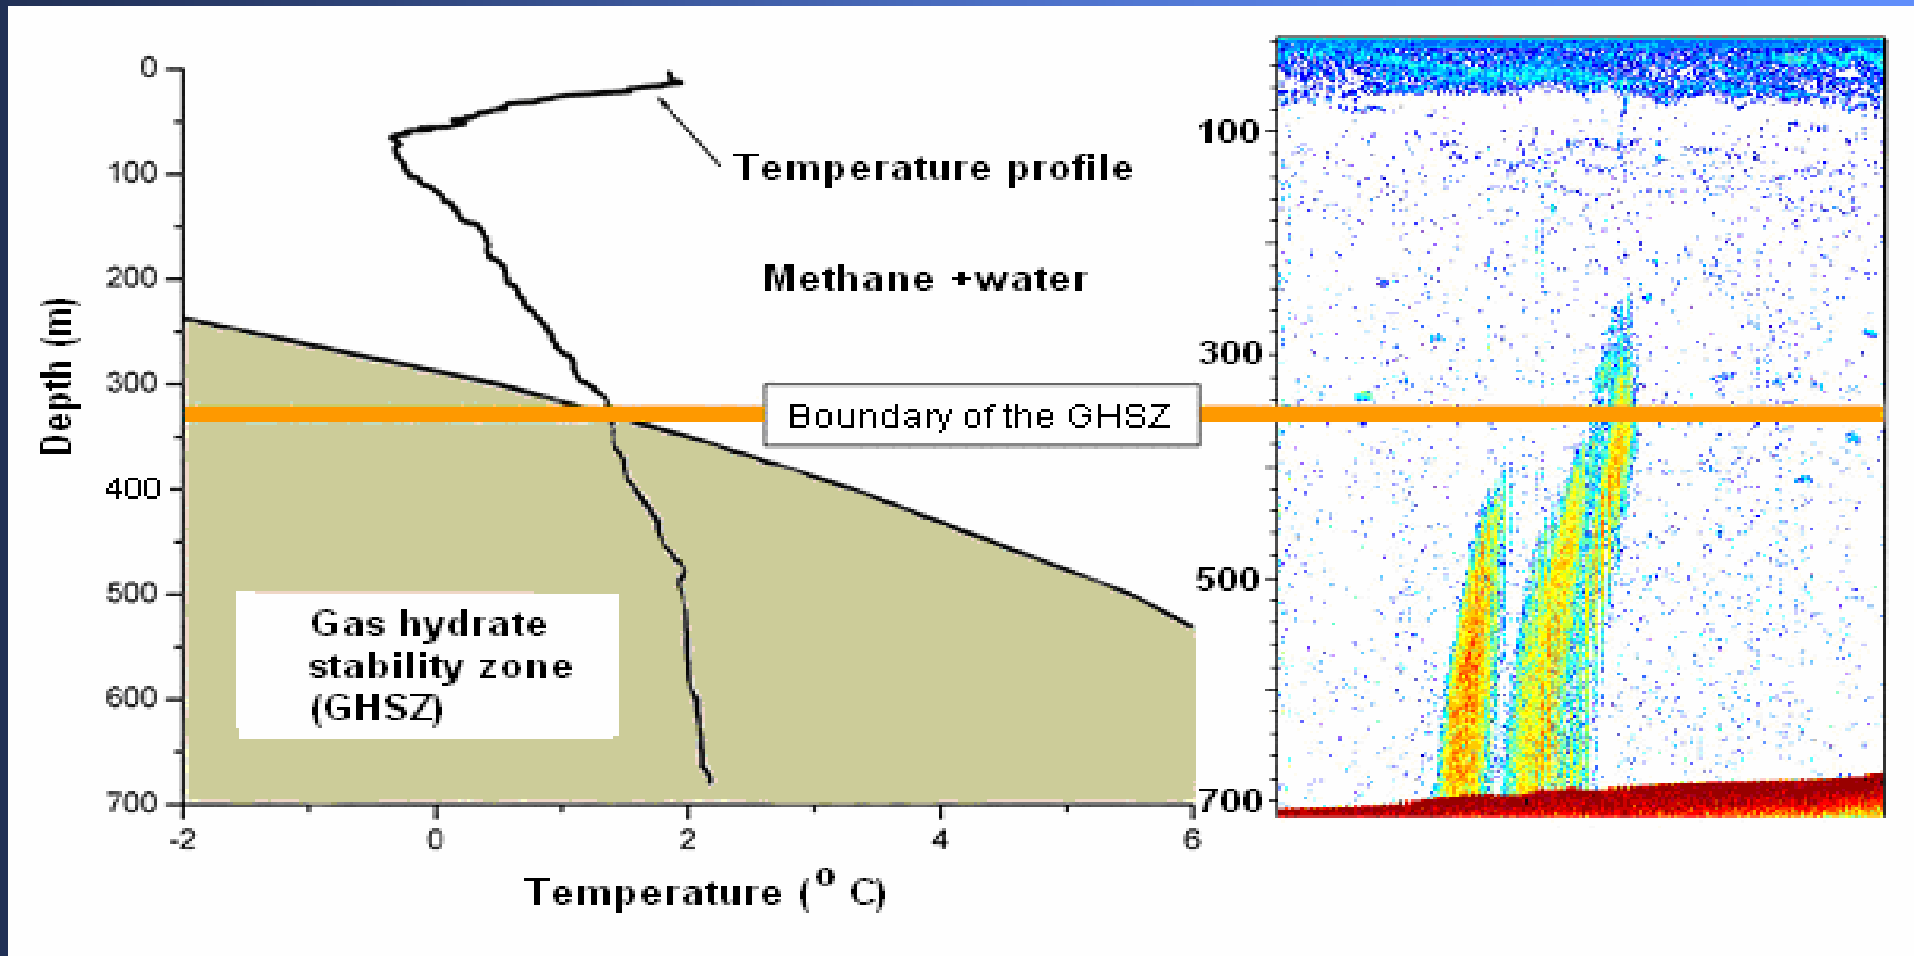 0
100
200
300
400
500
600
700
Depth (m)
-2
0
2
4
6
Temperature (° C)
Temperature profile
Methane +water
Boundary of the GHSZ
Gas hydrate
stability zone
(GHSZ)
100
300
500
700